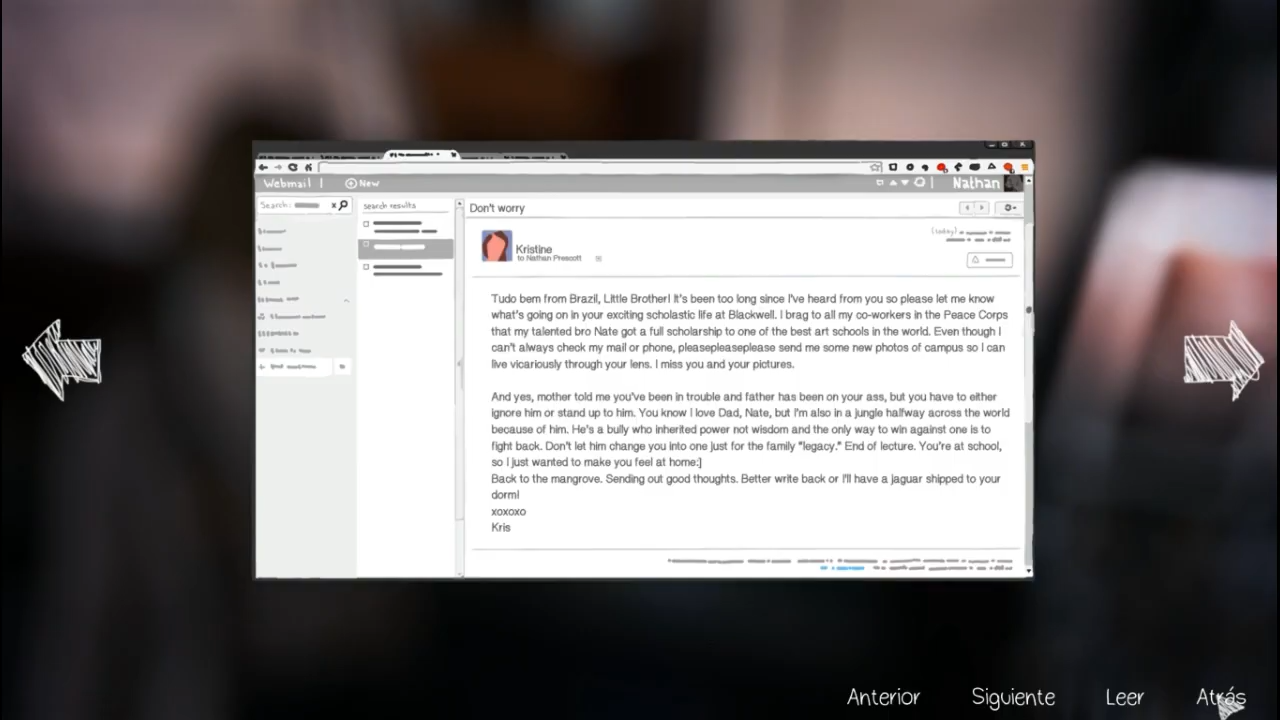 Webmail | New Nathan
Search: x
search results
Don't worry
Kristine
to Nathan Prescott
(today)
Tudo bem from Brazil, Little Brother! It's been too long since I've heard from you so please let me know
what's going on in your exciting scholastic life at Blackwell. I brag to all my co-workers in the Peace Corps
that my talented bro Nate got a full scholarship to one of the best art schools in the world. Even though I
can't always check my mail or phone, pleasepleaseplease send me some new photos of campus so I can
live vicariously through your lens. I miss you and your pictures.
And yes, mother told me you've been in trouble and father has been on your ass, but you have to either
ignore him or stand up to him. You know I love Dad, Nate, but I'm also in a jungle halfway across the world
because of him. He's a bully who inherited power not wisdom and the only way to win against one is to
fight back. Don't let him change you into one just for the family "legacy." End of lecture. You're at school,
so I just wanted to make you feel at home:]
Back to the mangrove. Sending out good thoughts. Better write back or I'll have a jaguar shipped to your
dorm!
xoxoxo
Kris
Anterior Siguiente Leer Atrás